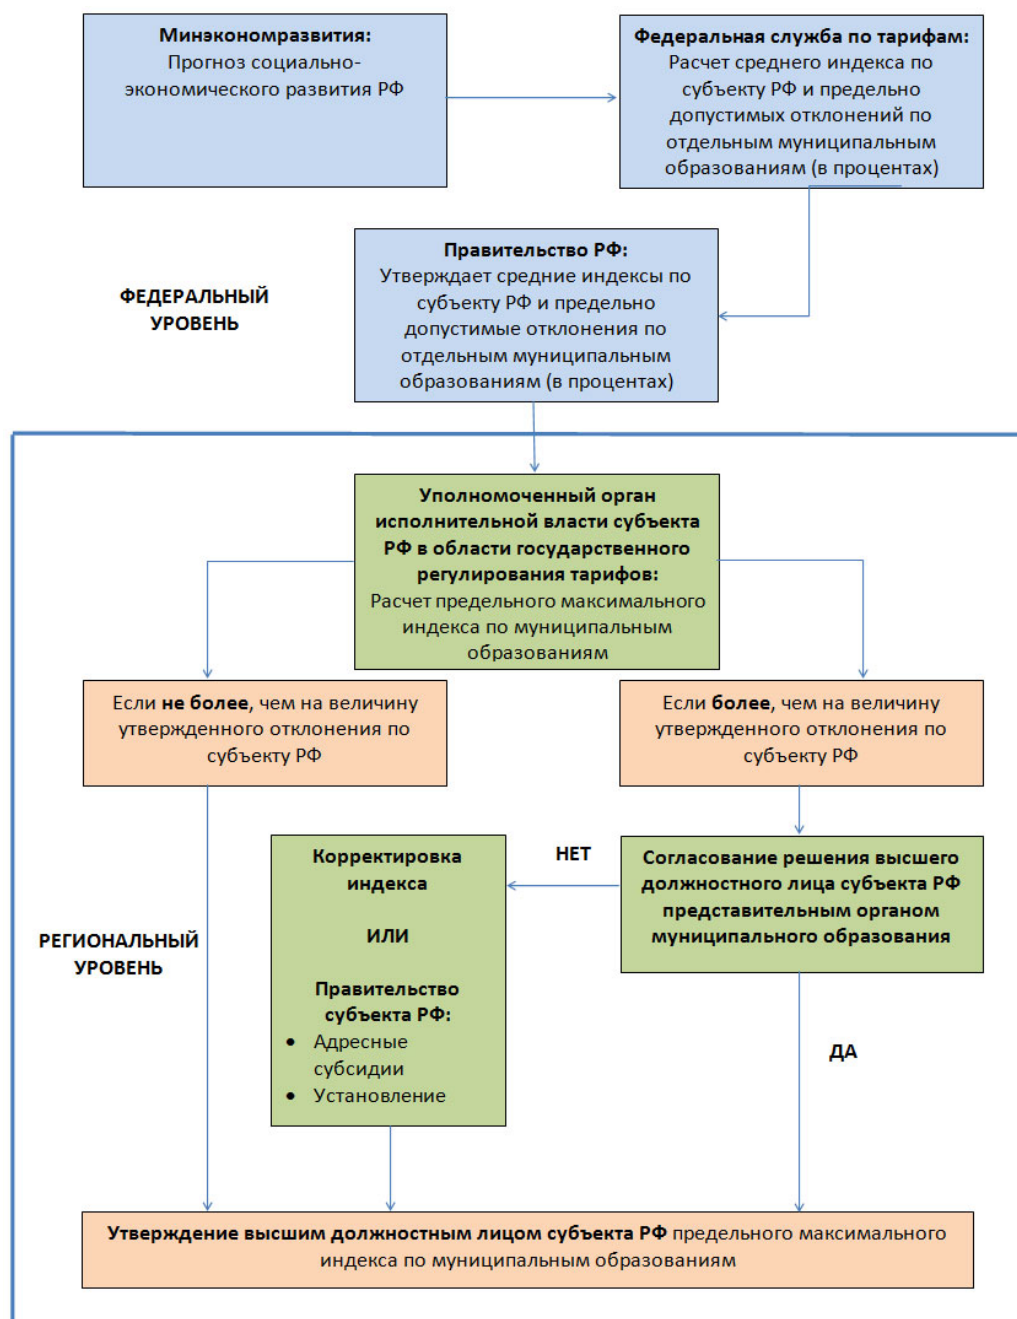 Минэкономразвития:
Прогноз социально-
экономического развития РФ
Федеральная служба по тарифам:
Расчет среднего индекса по
субъекту РФ и предельно
допустимых отклонений по
отдельным муниципальным
образованиям (в процентах)
ФЕДЕРАЛЬНЫЙ
УРОВЕНЬ
Правительство РФ:
Утверждает средние индексы по
субъекту РФ и предельно
допустимые отклонения по
отдельным муниципальным
образованиям (в процентах)
Уполномоченный орган
исполнительной власти субъекта
РФ в области государственного
регулирования тарифов:
Расчет предельного максимального
индекса по муниципальным
образованиям
Если не более, чем на величину
утвержденного отклонения по
субъекту РФ
Если более, чем на величину
утвержденного отклонения по
субъекту РФ
РЕГИОНАЛЬНЫЙ
УРОВЕНЬ
Корректировка
индекса
ИЛИ
Правительство
субъекта РФ:
• Адресные
субсидии
• Установление
НЕТ
Согласование решения высшего
должностного лица субъекта РФ
представительным органом
муниципального образования
ДА
Утверждение высшим должностным лицом субъекта РФ предельного максимального
индекса по муниципальным образованиям